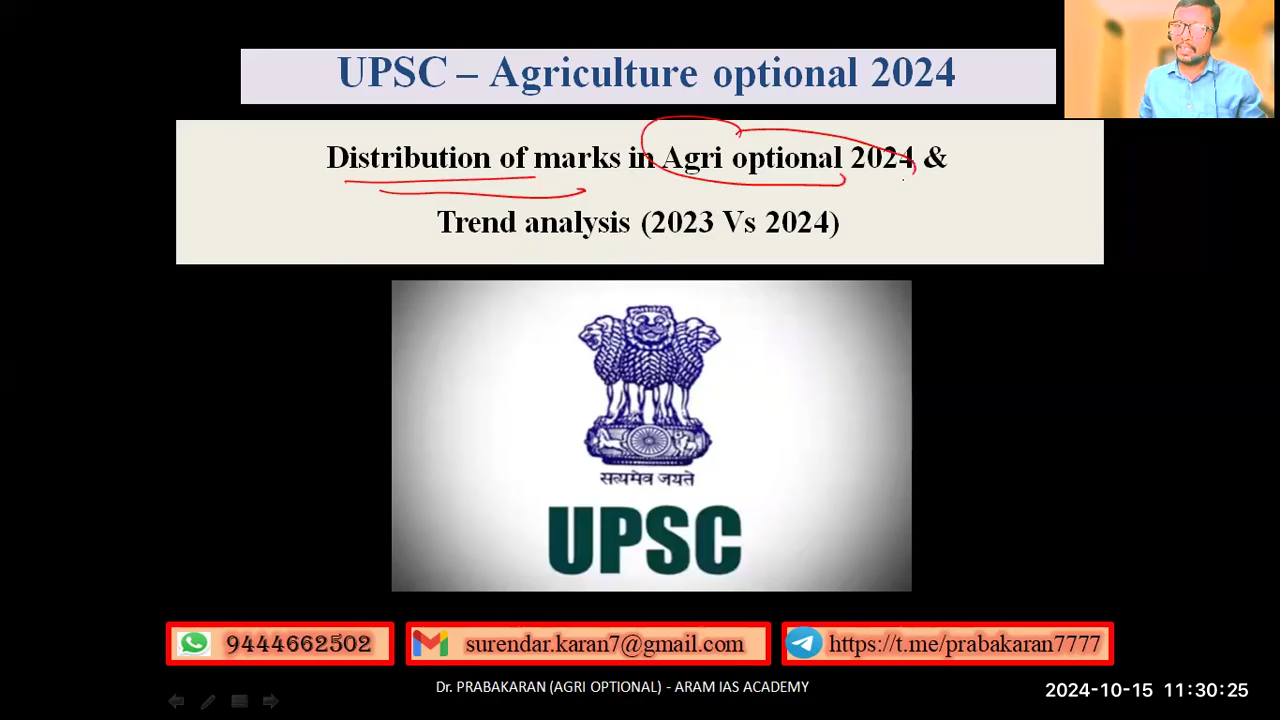 UPSC – Agriculture optional 2024
Distribution of marks in Agri optional 2024 &
Trend analysis (2023 Vs 2024)
सत्यमेव जयते
UPSC
9444662502
surendar.karan7@gmail.com
https://t.me/prabakaran7777
Dr. PRABAKARAN (AGRI OPTIONAL) - ARAM IAS ACADEMY
2024-10-15 11:30:25